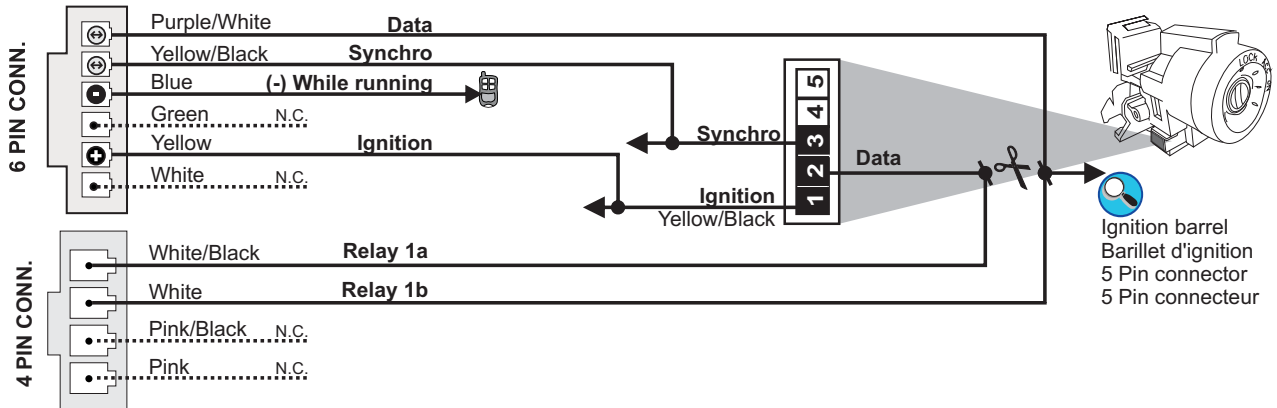 6 PIN CONN.
Purple/White Data
Yellow/Black Synchro
Blue (-) While running
Green N.C.
Yellow Ignition
White N.C.
4 PIN CONN.
White/Black Relay 1a
White Relay 1b
Pink/Black N.C.
Pink N.C.
5
4
Synchro 3
2 Data
Ignition 1
Yellow/Black
LOCK
Ignition barrel
Barillet d'ignition
5 Pin connector
5 Pin connecteur